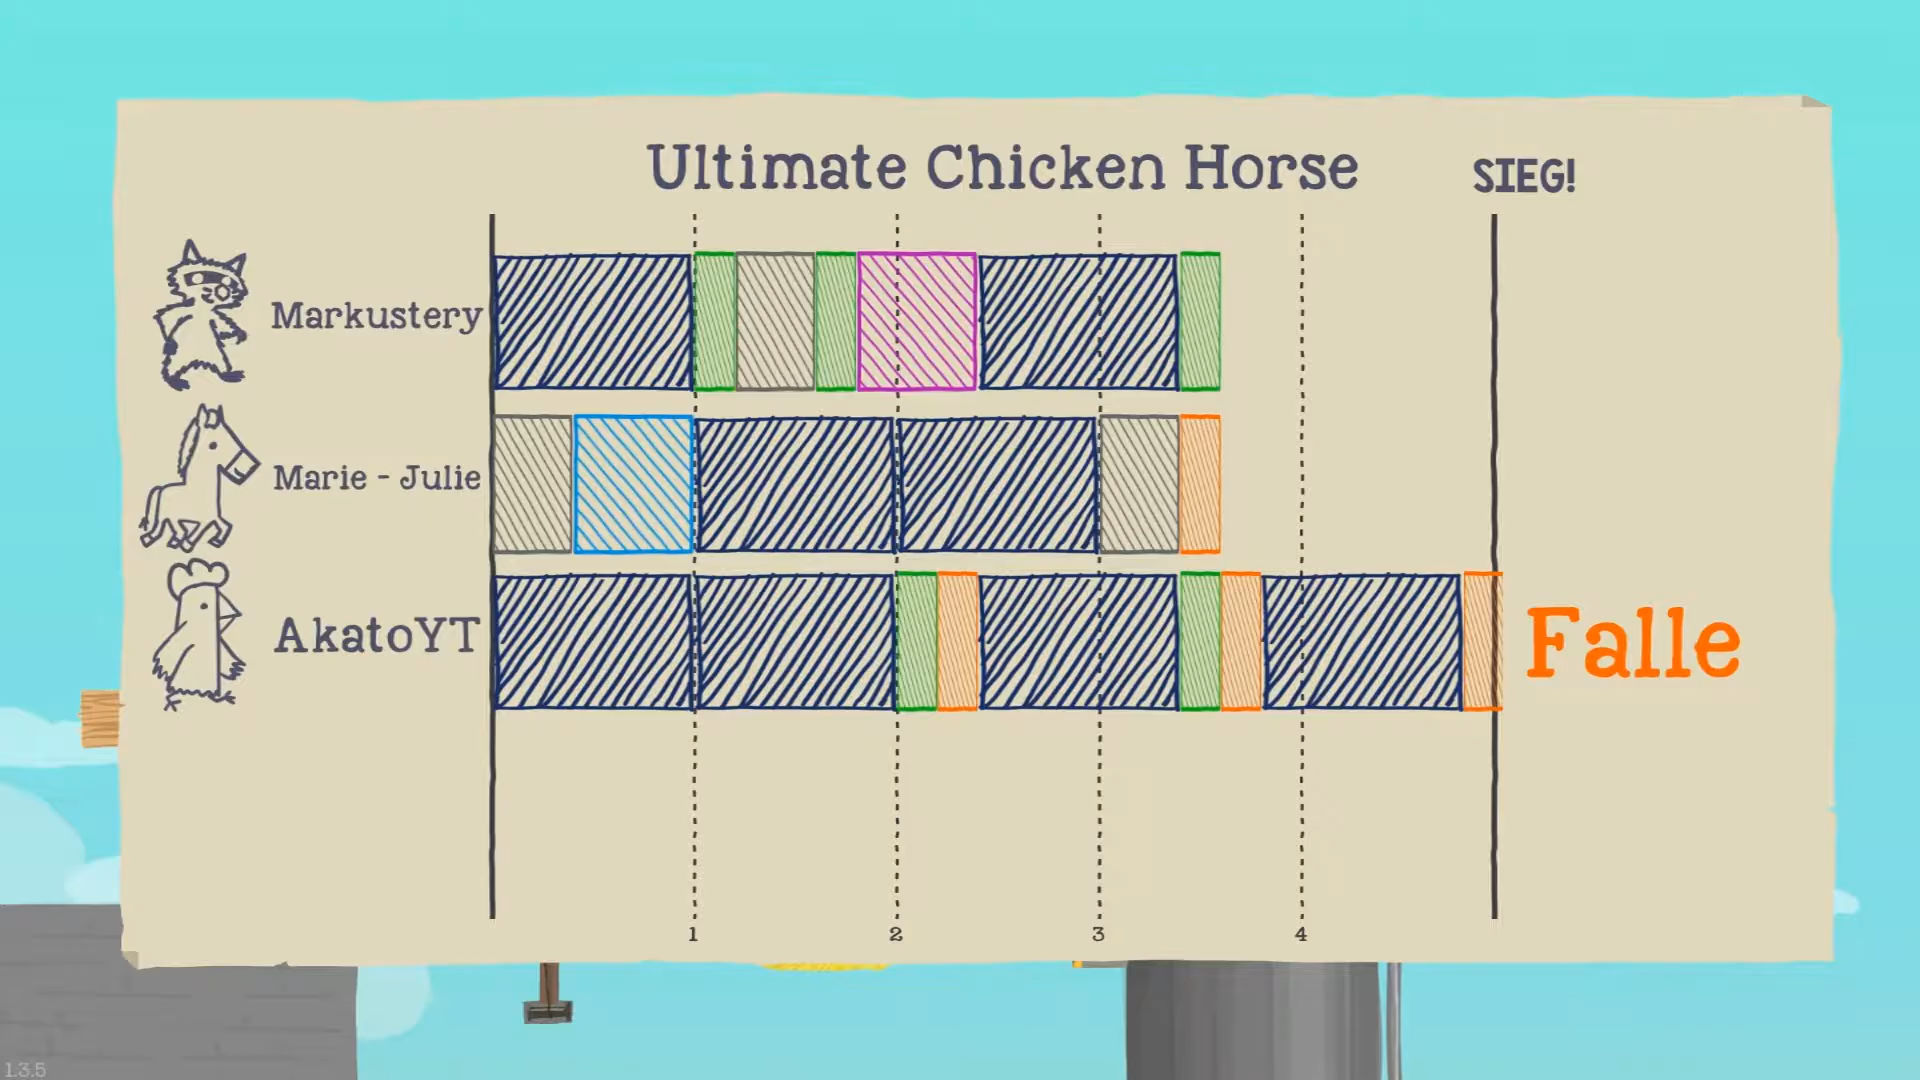 Ultimate Chicken Horse
SIEG!
Markustery
Marie - Julie
AkatoYT
Falle
1 2 3 4
1.3.5